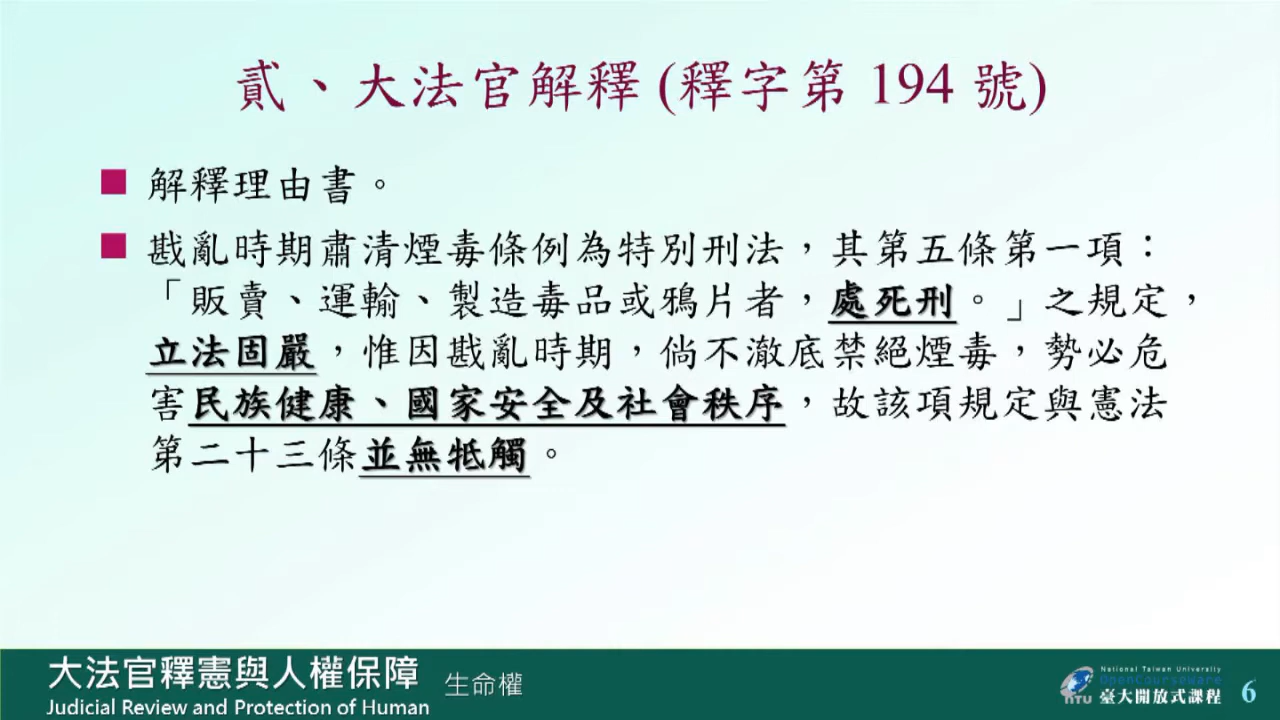 貳、大法官解釋 (釋字第 194 號)
解釋理由書。
戡亂時期肅清煙毒條例為特別刑法，其第五條第一項：
「販賣、運輸、製造毒品或鴉片者，處死刑。」之規定，
立法固嚴，惟因戡亂時期，倘不澈底禁絕煙毒，勢必危
害民族健康、國家安全及社會秩序，故該項規定與憲法
第二十三條並無牴觸。
大法官釋憲與人權保障 生命權
Judicial Review and Protection of Human
National Taiwan University
OpenCourseware
NTU 臺大開放式課程
6